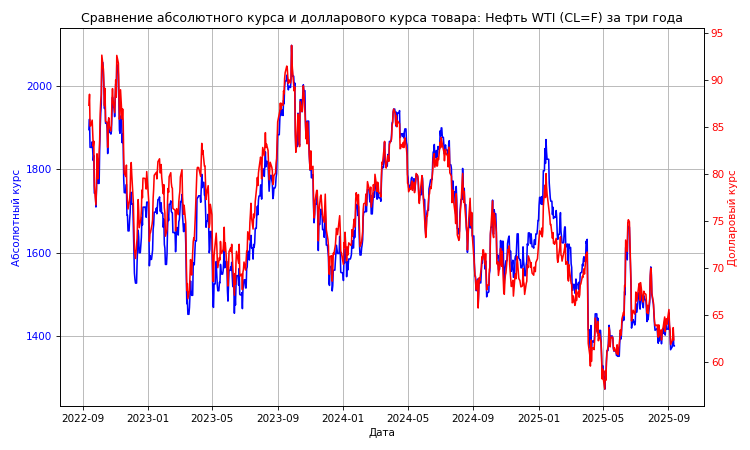 Сравнение абсолютного курса и долларового курса товара: Нефть WTI (CL=F) за три года
Абсолютный курс
2000
1800
1600
1400
95
90
85
80
75
70
65
60
Долларовый курс
2022-09 2023-01 2023-05 2023-09 2024-01 2024-05 2024-09 2025-01 2025-05 2025-09
Дата